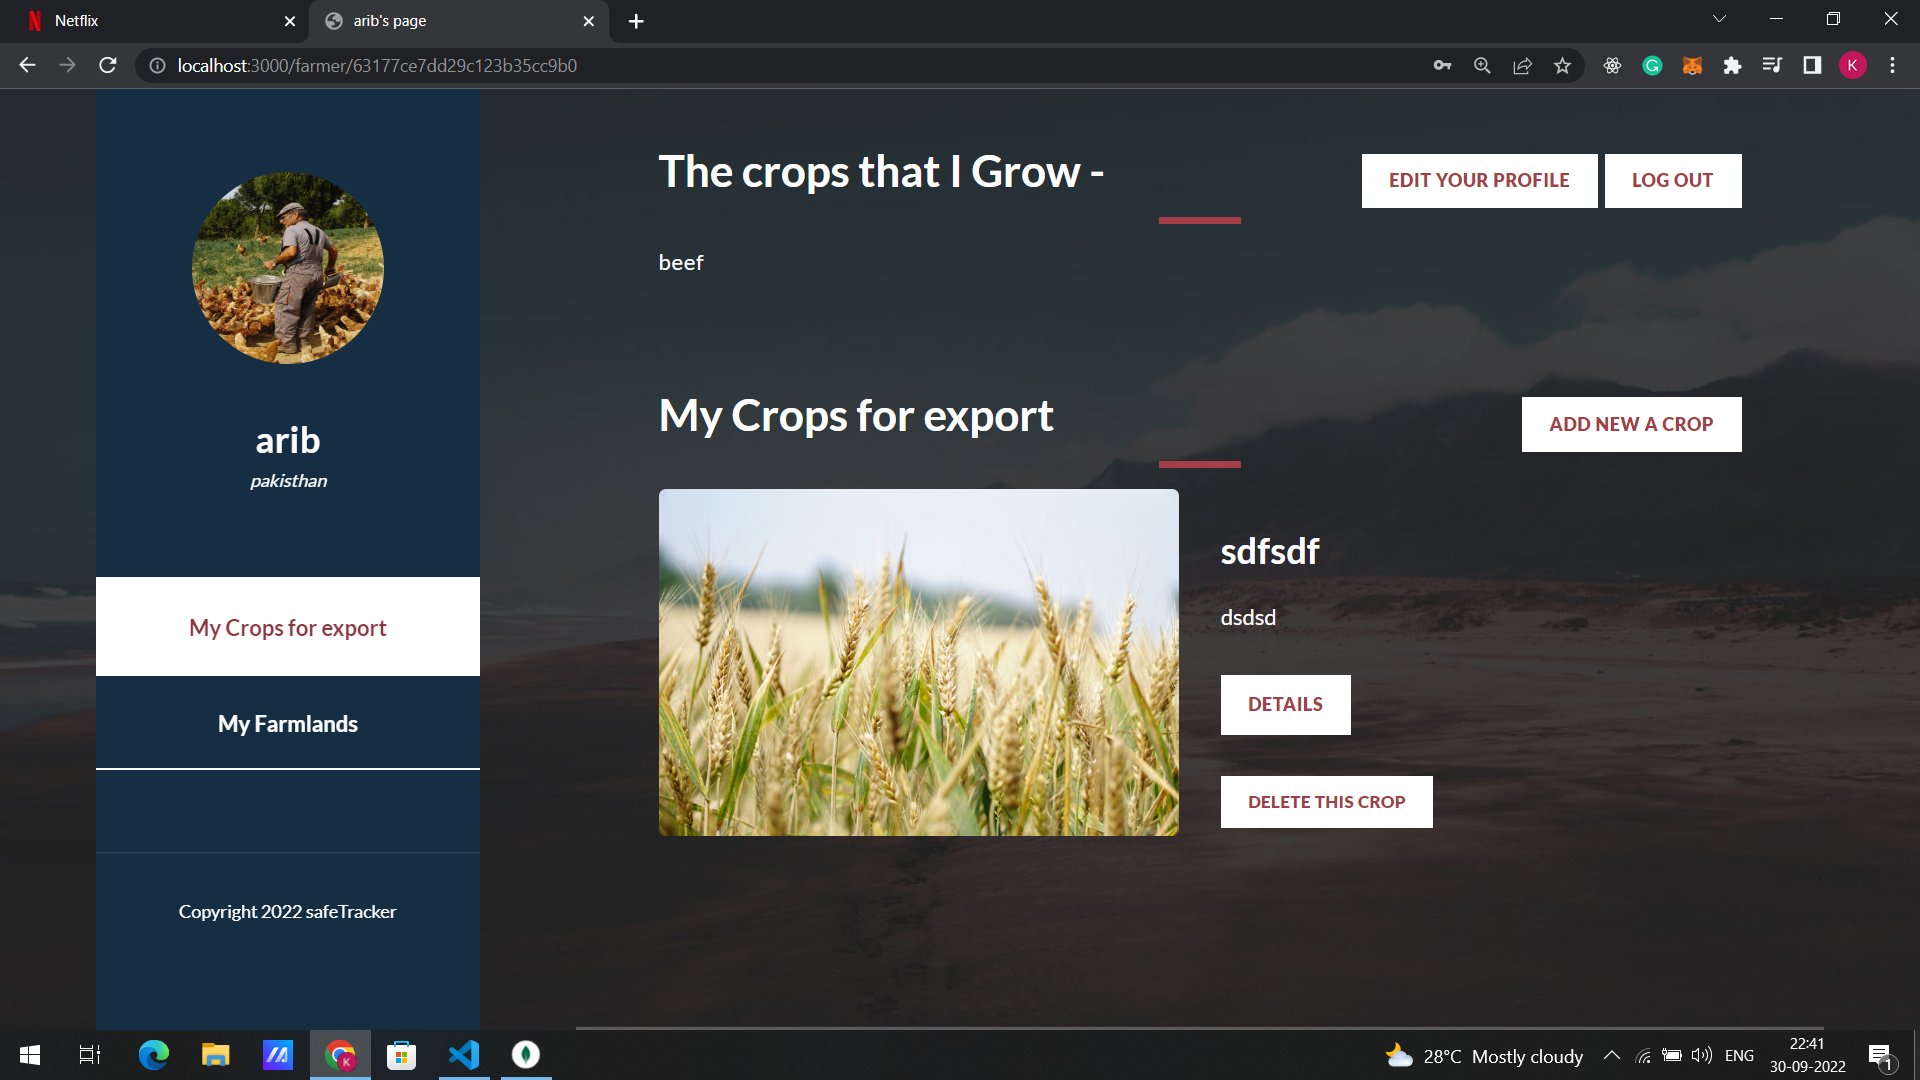 Netflix
arib's page
localhost:3000/farmer/63177ce7dd29c123b35cc9b0
K
The crops that I Grow -
EDIT YOUR PROFILE
LOG OUT
beef
arib
pakisthan
My Crops for export
ADD NEW A CROP
sdfsdf
dsdsd
DETAILS
DELETE THIS CROP
My Crops for export
My Farmlands
Copyright 2022 safeTracker
K
28°C Mostly cloudy
ENG
22:41
30-09-2022
1